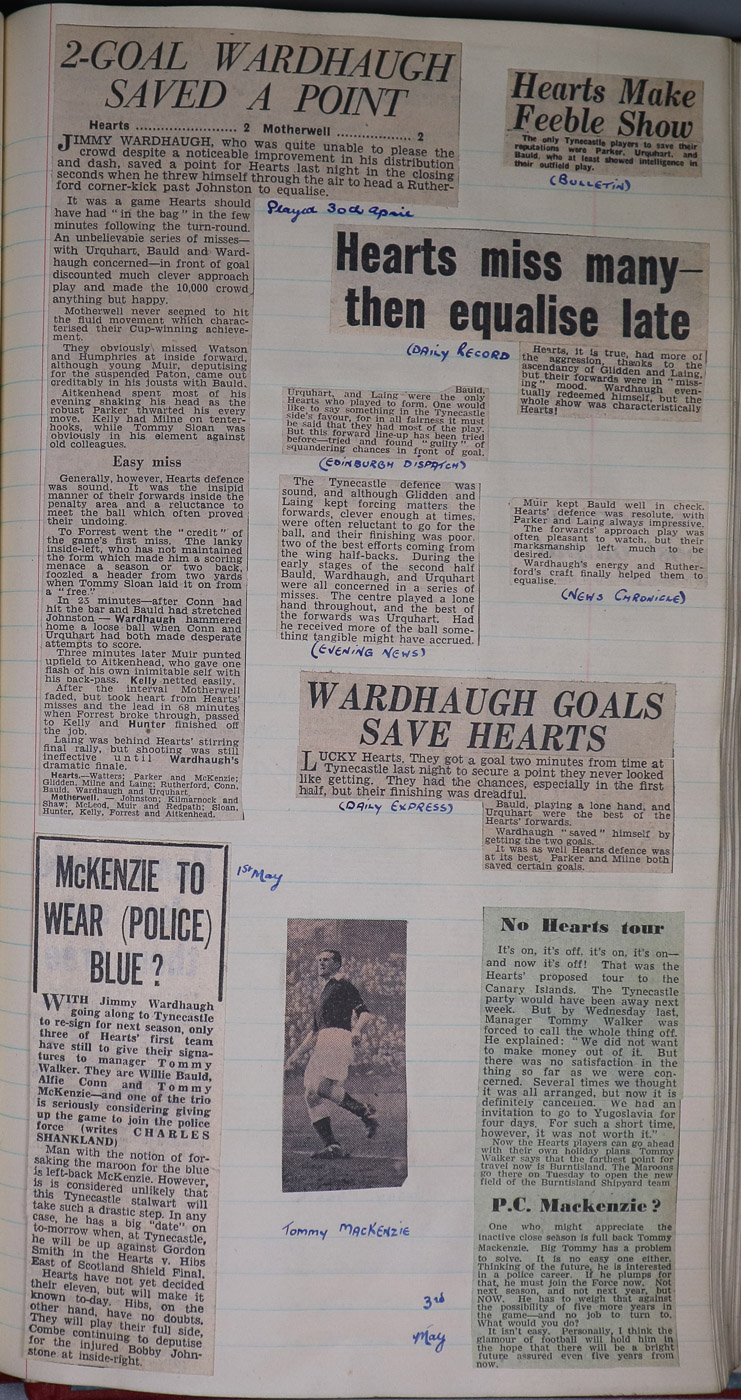 2-GOAL WARDHAUGH
SAVED A POINT
Hearts ...................... 2 Motherwell ................ 2
JIMMY WARDHAUGH, who was quite unable to please the
crowd despite a noticeable improvement in his distribution
and dash, saved a point for Hearts last night in the closing
seconds when he threw himself through the air to head a Ruther-
ford corner-kick past Johnston to equalise.
It was a game Hearts should
have had "in the bag" in the few
minutes following the turn-round.
An unbelievable series of misses—
with Urquhart, Bauld and Ward-
haugh concerned—in front of goal
discounted much clever approach
play and made the 10,000 crowd
anything but happy.
Motherwell never seemed to hit
the fluid movement which charac-
terised their Cup-winning achieve-
ment.
They obviously missed Watson
and Humphries at inside forward,
although young Muir, deputising
for the suspended Paton, came out
creditably in his jousts with Bauld.
Aitkenhead spent most of his
evening shaking his head as the
robust Parker thwarted his every
move. Kelly had Milne on tenter-
hooks, while Tommy Sloan was
obviously in his element against
old colleagues.
Easy miss
Generally, however, Hearts defence
was sound. It was the insipid
manner of their forwards inside the
penalty area and a reluctance to
meet the ball which often proved
their undoing.
To Forrest went the "credit" of
the game's first miss. The lanky
inside-left, who has not maintained
the form which made him a scoring
menace a season or two back,
foozled a header from two yards
when Tommy Sloan laid it on from
a "free."
In 23 minutes—after Conn had
hit the bar and Bauld had stretched
Johnston — Wardhaugh hammered
home a loose ball when Conn and
Urquhart had both made desperate
attempts to score.
Three minutes later Muir punted
upfield to Aitkenhead, who gave one
flash of his own inimitable self with
his back-pass. Kelly netted easily.
After the interval Motherwell
faded, but took heart from Hearts'
misses and the lead in 68 minutes
when Forrest broke through, passed
to Kelly and Hunter finished off
the job.
Laing was behind Hearts' stirring
final rally, but shooting was still
ineffective until Wardhaugh's
dramatic finale.
Hearts.—Watters; Parker and McKenzie;
Glidden, Milne and Laing; Rutherford, Conn,
Bauld, Wardhaugh and Urquhart.
Motherwell. — Johnston; Kilmarnock and
Shaw; McLeod, Muir and Redpath; Sloan,
Hunter, Kelly, Forrest and Aitkenhead.
Played 30th April
Hearts Make
Feeble Show
The only Tynecastle players to save their
reputations were Parker, Urquhart, and
Bauld, who at least showed intelligence in
their outfield play.
(BULLETIN)
Hearts miss many—
then equalise late
(DAILY RECORD
Hearts, it is true, had more of
the aggression, thanks to the
ascendancy of Glidden and Laing,
but their forwards were in "miss-
ing" mood. Wardhaugh even-
tually redeemed himself, but the
whole show was characteristically
Hearts!
Bauld,
Urquhart, and Laing were the only
Hearts who played to form. One would
like to say something in the Tynecastle
side's favour, for in all fairness it must
be said that they had most of the play.
But this forward line-up has been tried
before—tried and found "guilty" of
squandering chances in front of goal.
(EDINBURGH DISPATCH)
The Tynecastle defence was
sound, and although Glidden and
Laing kept forcing matters the
forwards, clever enough at times,
were often reluctant to go for the
ball, and their finishing was poor,
two of the best efforts coming from
the wing half-backs. During the
early stages of the second half
Bauld, Wardhaugh, and Urquhart
were all concerned in a series of
misses. The centre played a lone
hand throughout, and the best of
the forwards was Urquhart. Had
he received more of the ball some-
thing tangible might have accrued.
(EVENING NEWS)
Muir kept Bauld well in check.
Hearts' defence was resolute, with
Parker and Laing always impressive.
The forwards' approach play was
often pleasant to watch, but their
marksmanship left much to be
desired.
Wardhaugh's energy and Ruther-
ford's craft finally helped them to
equalise.
(NEWS CHRONICLE)
WARDHAUGH GOALS
SAVE HEARTS
LUCKY Hearts. They got a goal two minutes from time at
Tynecastle last night to secure a point they never looked
like getting. They had the chances, especially in the first
half, but their finishing was dreadful.
(DAILY EXPRESS)
Bauld, playing a lone hand, and
Urquhart were the best of the
Hearts' forwards.
Wardhaugh "saved" himself by
getting the two goals.
It was as well Hearts defence was
at its best. Parker and Milne both
saved certain goals.
McKENZIE TO
WEAR (POLICE)
BLUE?
1st May
WITH Jimmy Wardhaugh
going along to Tynecastle
to re-sign for next season, only
three of Hearts' first team
have still to give their signa-
tures to manager Tommy
Walker. They are Willie Bauld,
Alfie Conn and Tommy
McKenzie—and one of the trio
is seriously considering giving
up the game to join the police
force (writes CHARLES
SHANKLAND)
Man with the notion of for-
saking the maroon for the blue
is left-back McKenzie. However,
is is considered unlikely that
this Tynecastle stalwart will
take such a drastic step. In any
case, he has a big "date" on
to-morrow when, at Tynecastle,
he will be up against Gordon
Smith in the Hearts v. Hibs
East of Scotland Shield Final.
Hearts have not yet decided
their eleven, but will make it
known to-day. Hibs, on the
other hand, have no doubts.
They will play their full side,
Combe continuing to deputise
for the injured Bobby John-
stone at inside-right.
Tommy MACKENZIE
3rd
May
No Hearts tour
It's on, it's off, it's on, it's on—
and now it's off! That was the
Hearts' proposed tour to the
Canary Islands. The Tynecastle
party would have been away next
week. But by Wednesday last,
Manager Tommy Walker was
forced to call the whole thing off.
He explained: "We did not want
to make money out of it. But
there was no satisfaction in the
thing so far as we were con-
cerned. Several times we thought
it was all arranged, but now it is
definitely cancelled. We had an
invitation to go to Yugoslavia for
four days. For such a short time,
however, it was not worth it."
Now the Hearts players can go ahead
with their own holiday plans. Tommy
Walker says that the farthest point for
travel now is Burntisland. The Maroons
go there on Tuesday to open the new
field of the Burntisland Shipyard team
P.C. Mackenzie?
One who might appreciate the
inactive close season is full back Tommy
Mackenzie. Big Tommy has a problem
to solve. It is no easy one either.
Thinking of the future, he is interested
in a police career. If he plumps for
that, he must join the Force now. Not
next season, and not next year, but
NOW. He has to weigh that against
the possibility of five more years in
the game—and no job to turn to.
What would you do?
It isn't easy. Personally, I think the
glamour of football will hold him in
the hope that there will be a bright
future assured even five years from
now.